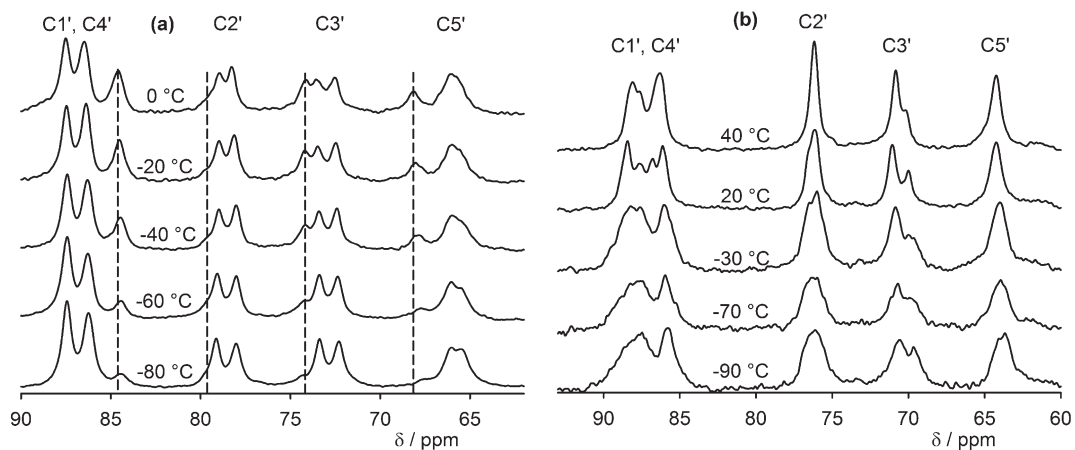 C1', C4' (a) C2' C3' C5'
0 °C
-20 °C
-40 °C
-60 °C
-80 °C
90 85 80 75 70 65
δ / ppm
(b) C2'
C1', C4' C3' C5'
40 °C
20 °C
-30 °C
-70 °C
-90 °C
90 85 80 75 70 65 60
δ / ppm